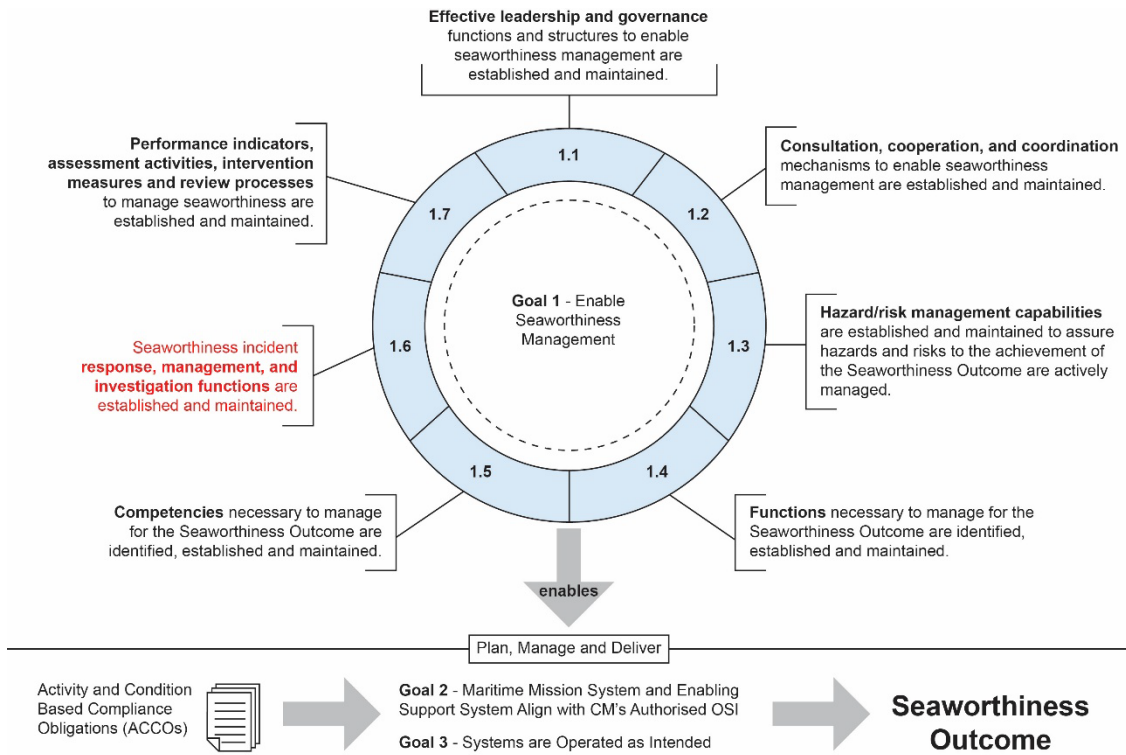 Effective leadership and governance
functions and structures to enable
seaworthiness management are
established and maintained.
Performance indicators,
assessment activities, intervention
measures and review processes
to manage seaworthiness are
established and maintained.
1.1
Consultation, cooperation, and coordination
mechanisms to enable seaworthiness
management are established and maintained.
1.7
1.2
Goal 1 - Enable
Seaworthiness
Management
Hazard/risk management capabilities
are established and maintained to assure
hazards and risks to the achievement of
the Seaworthiness Outcome are actively
managed.
1.6
1.3
Seaworthiness incident
response, management, and
investigation functions are
established and maintained.
1.5
1.4
Competencies necessary to manage
for the Seaworthiness Outcome are
identified, established and maintained.
Functions necessary to manage for the
Seaworthiness Outcome are identified,
established and maintained.
enables
Plan, Manage and Deliver
Activity and Condition
Based Compliance
Obligations (ACCOs)
Goal 2 - Maritime Mission System and Enabling
Support System Align with CM's Authorised OSI
Goal 3 - Systems are Operated as Intended
Seaworthiness
Outcome